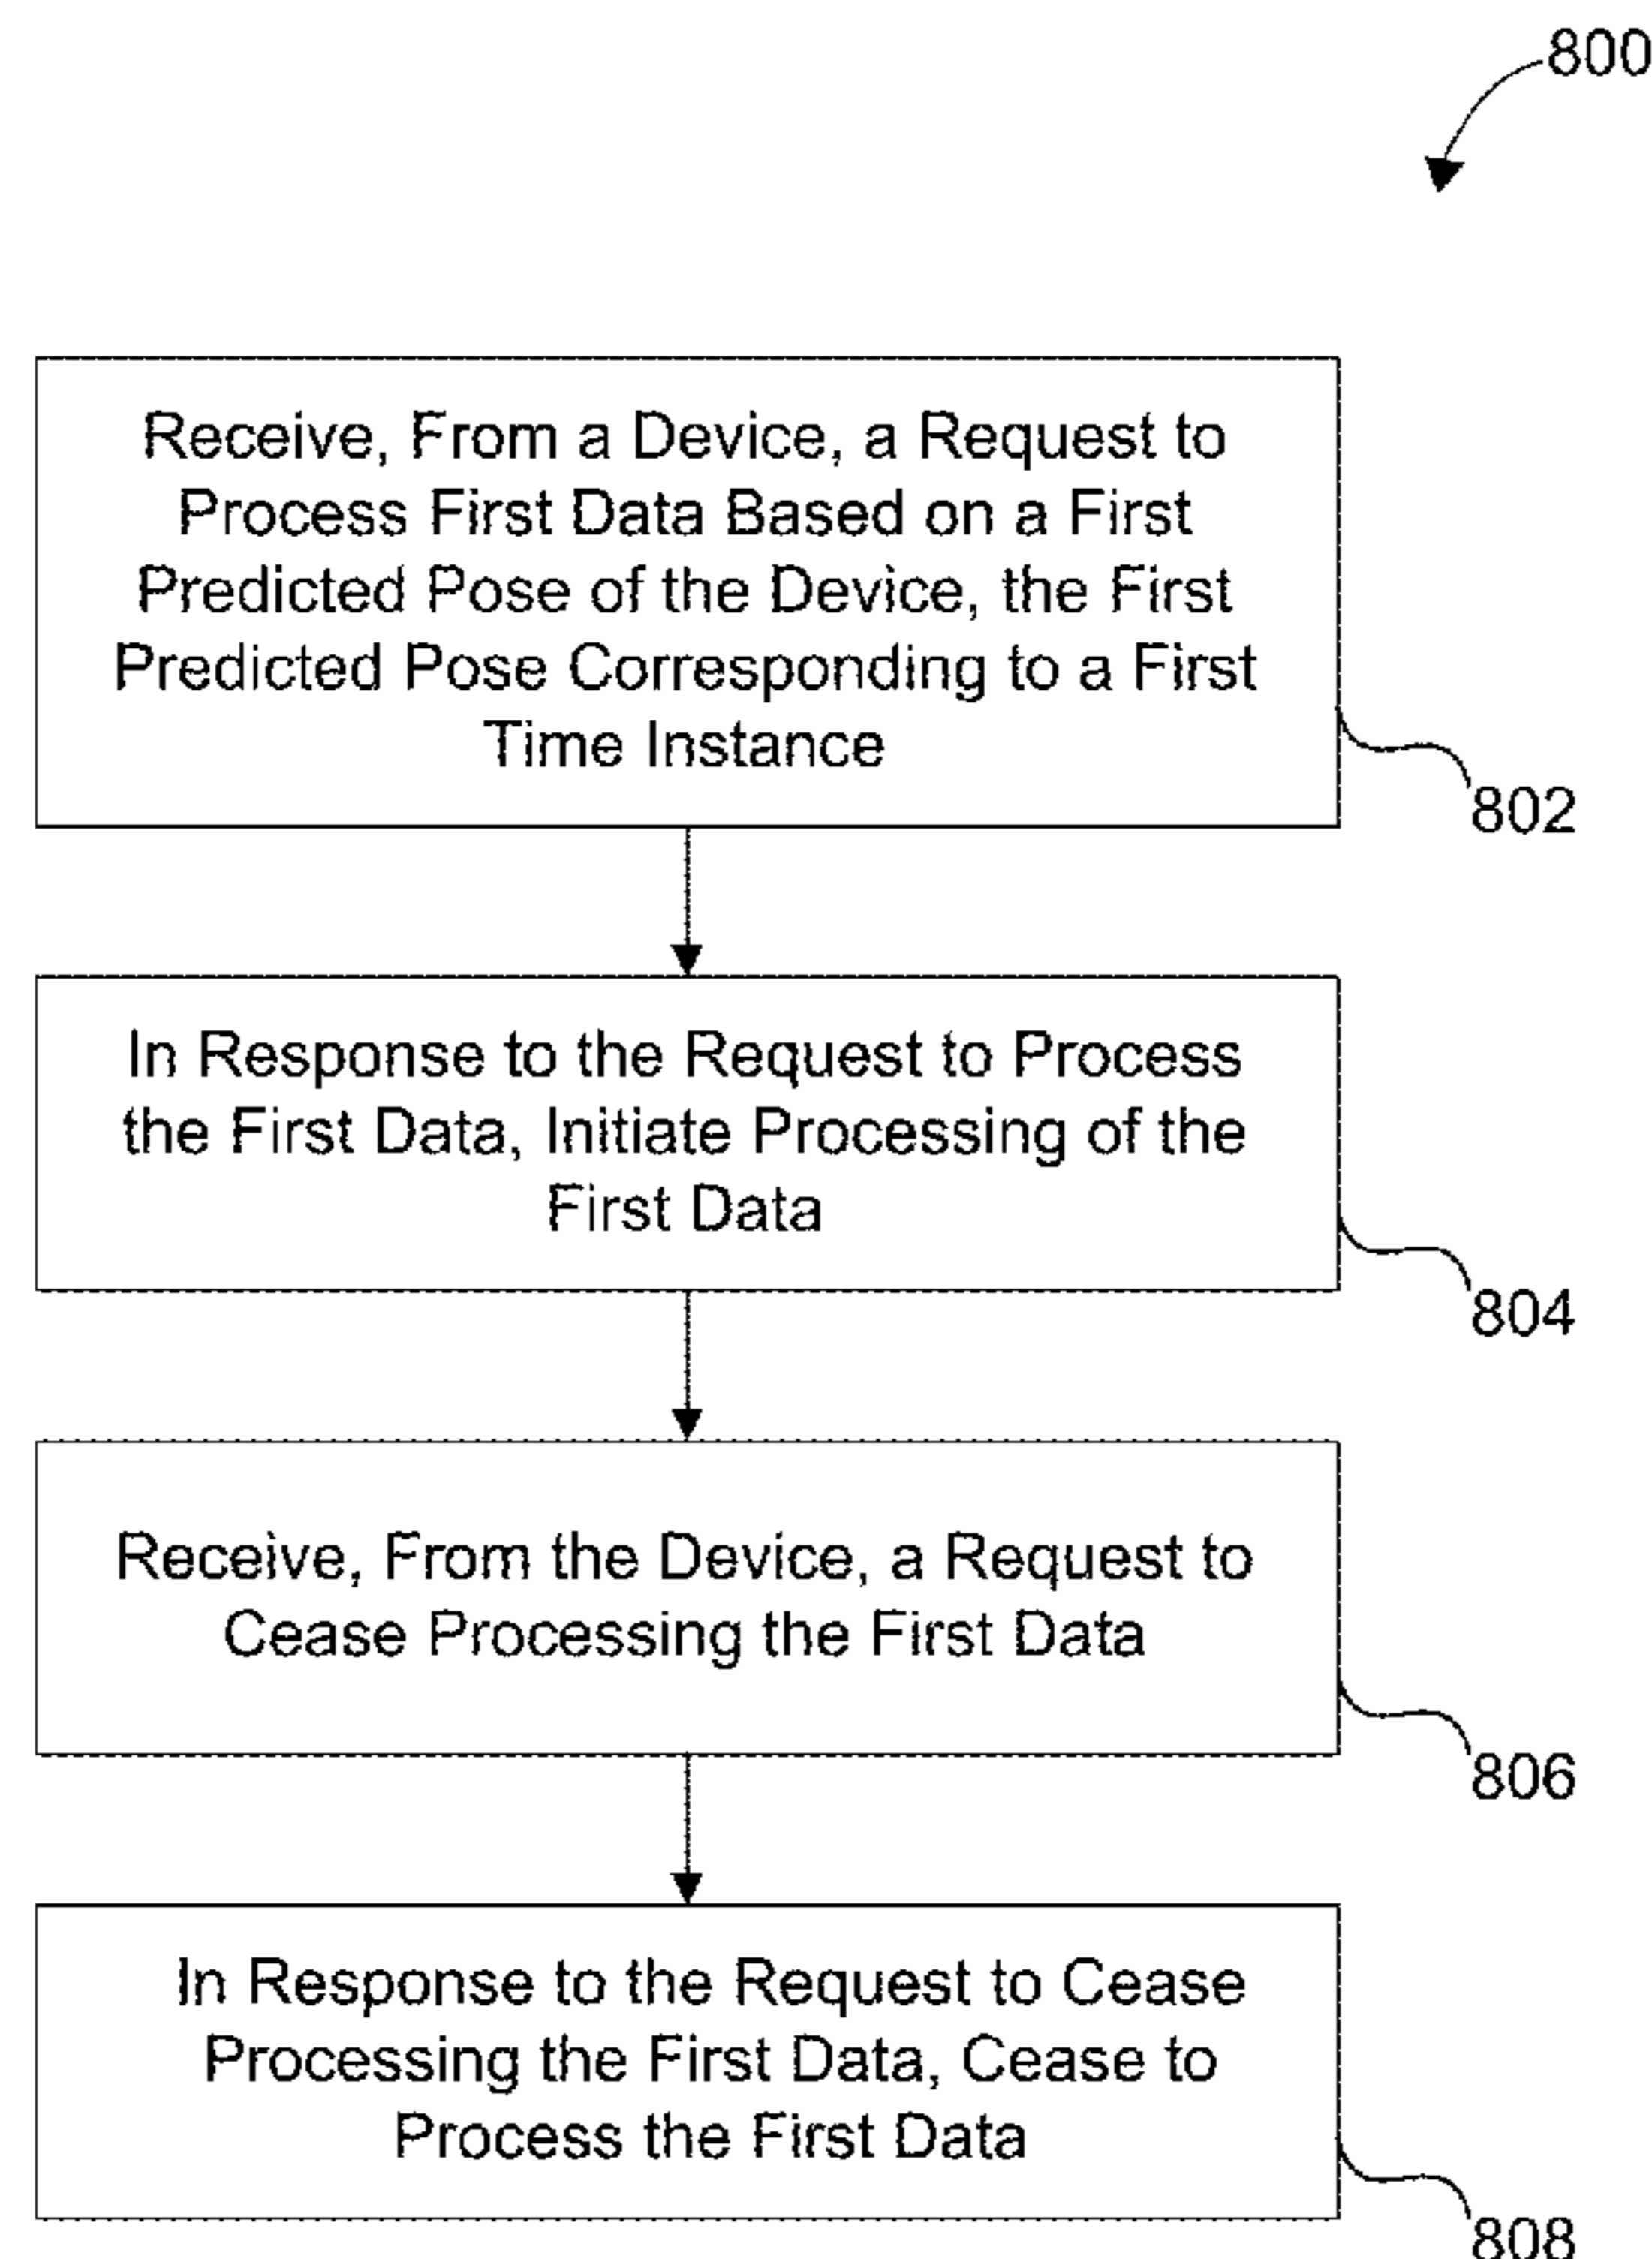 800
Receive, From a Device, a Request to
Process First Data Based on a First
Predicted Pose of the Device, the First
Predicted Pose Corresponding to a First
Time Instance
802
In Response to the Request to Process
the First Data, Initiate Processing of the
First Data
804
Receive, From the Device, a Request to
Cease Processing the First Data
806
In Response to the Request to Cease
Processing the First Data, Cease to
Process the First Data
808